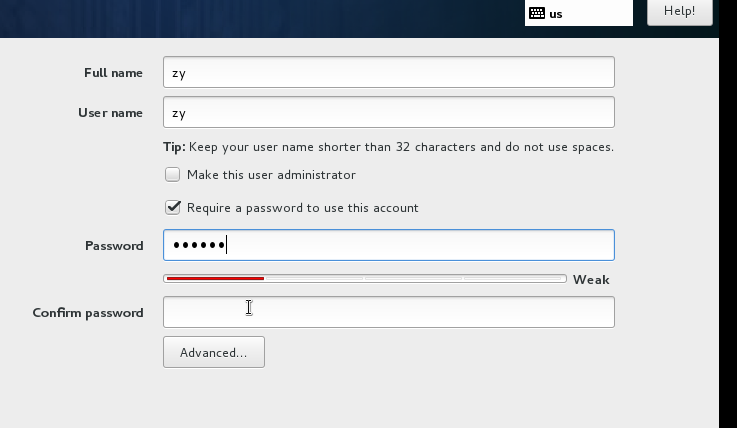 us
Help!
Full name zy
User name zy
Tip: Keep your user name shorter than 32 characters and do not use spaces.
Make this user administrator
Require a password to use this account
Password ••••••
Weak
Confirm password
Advanced...